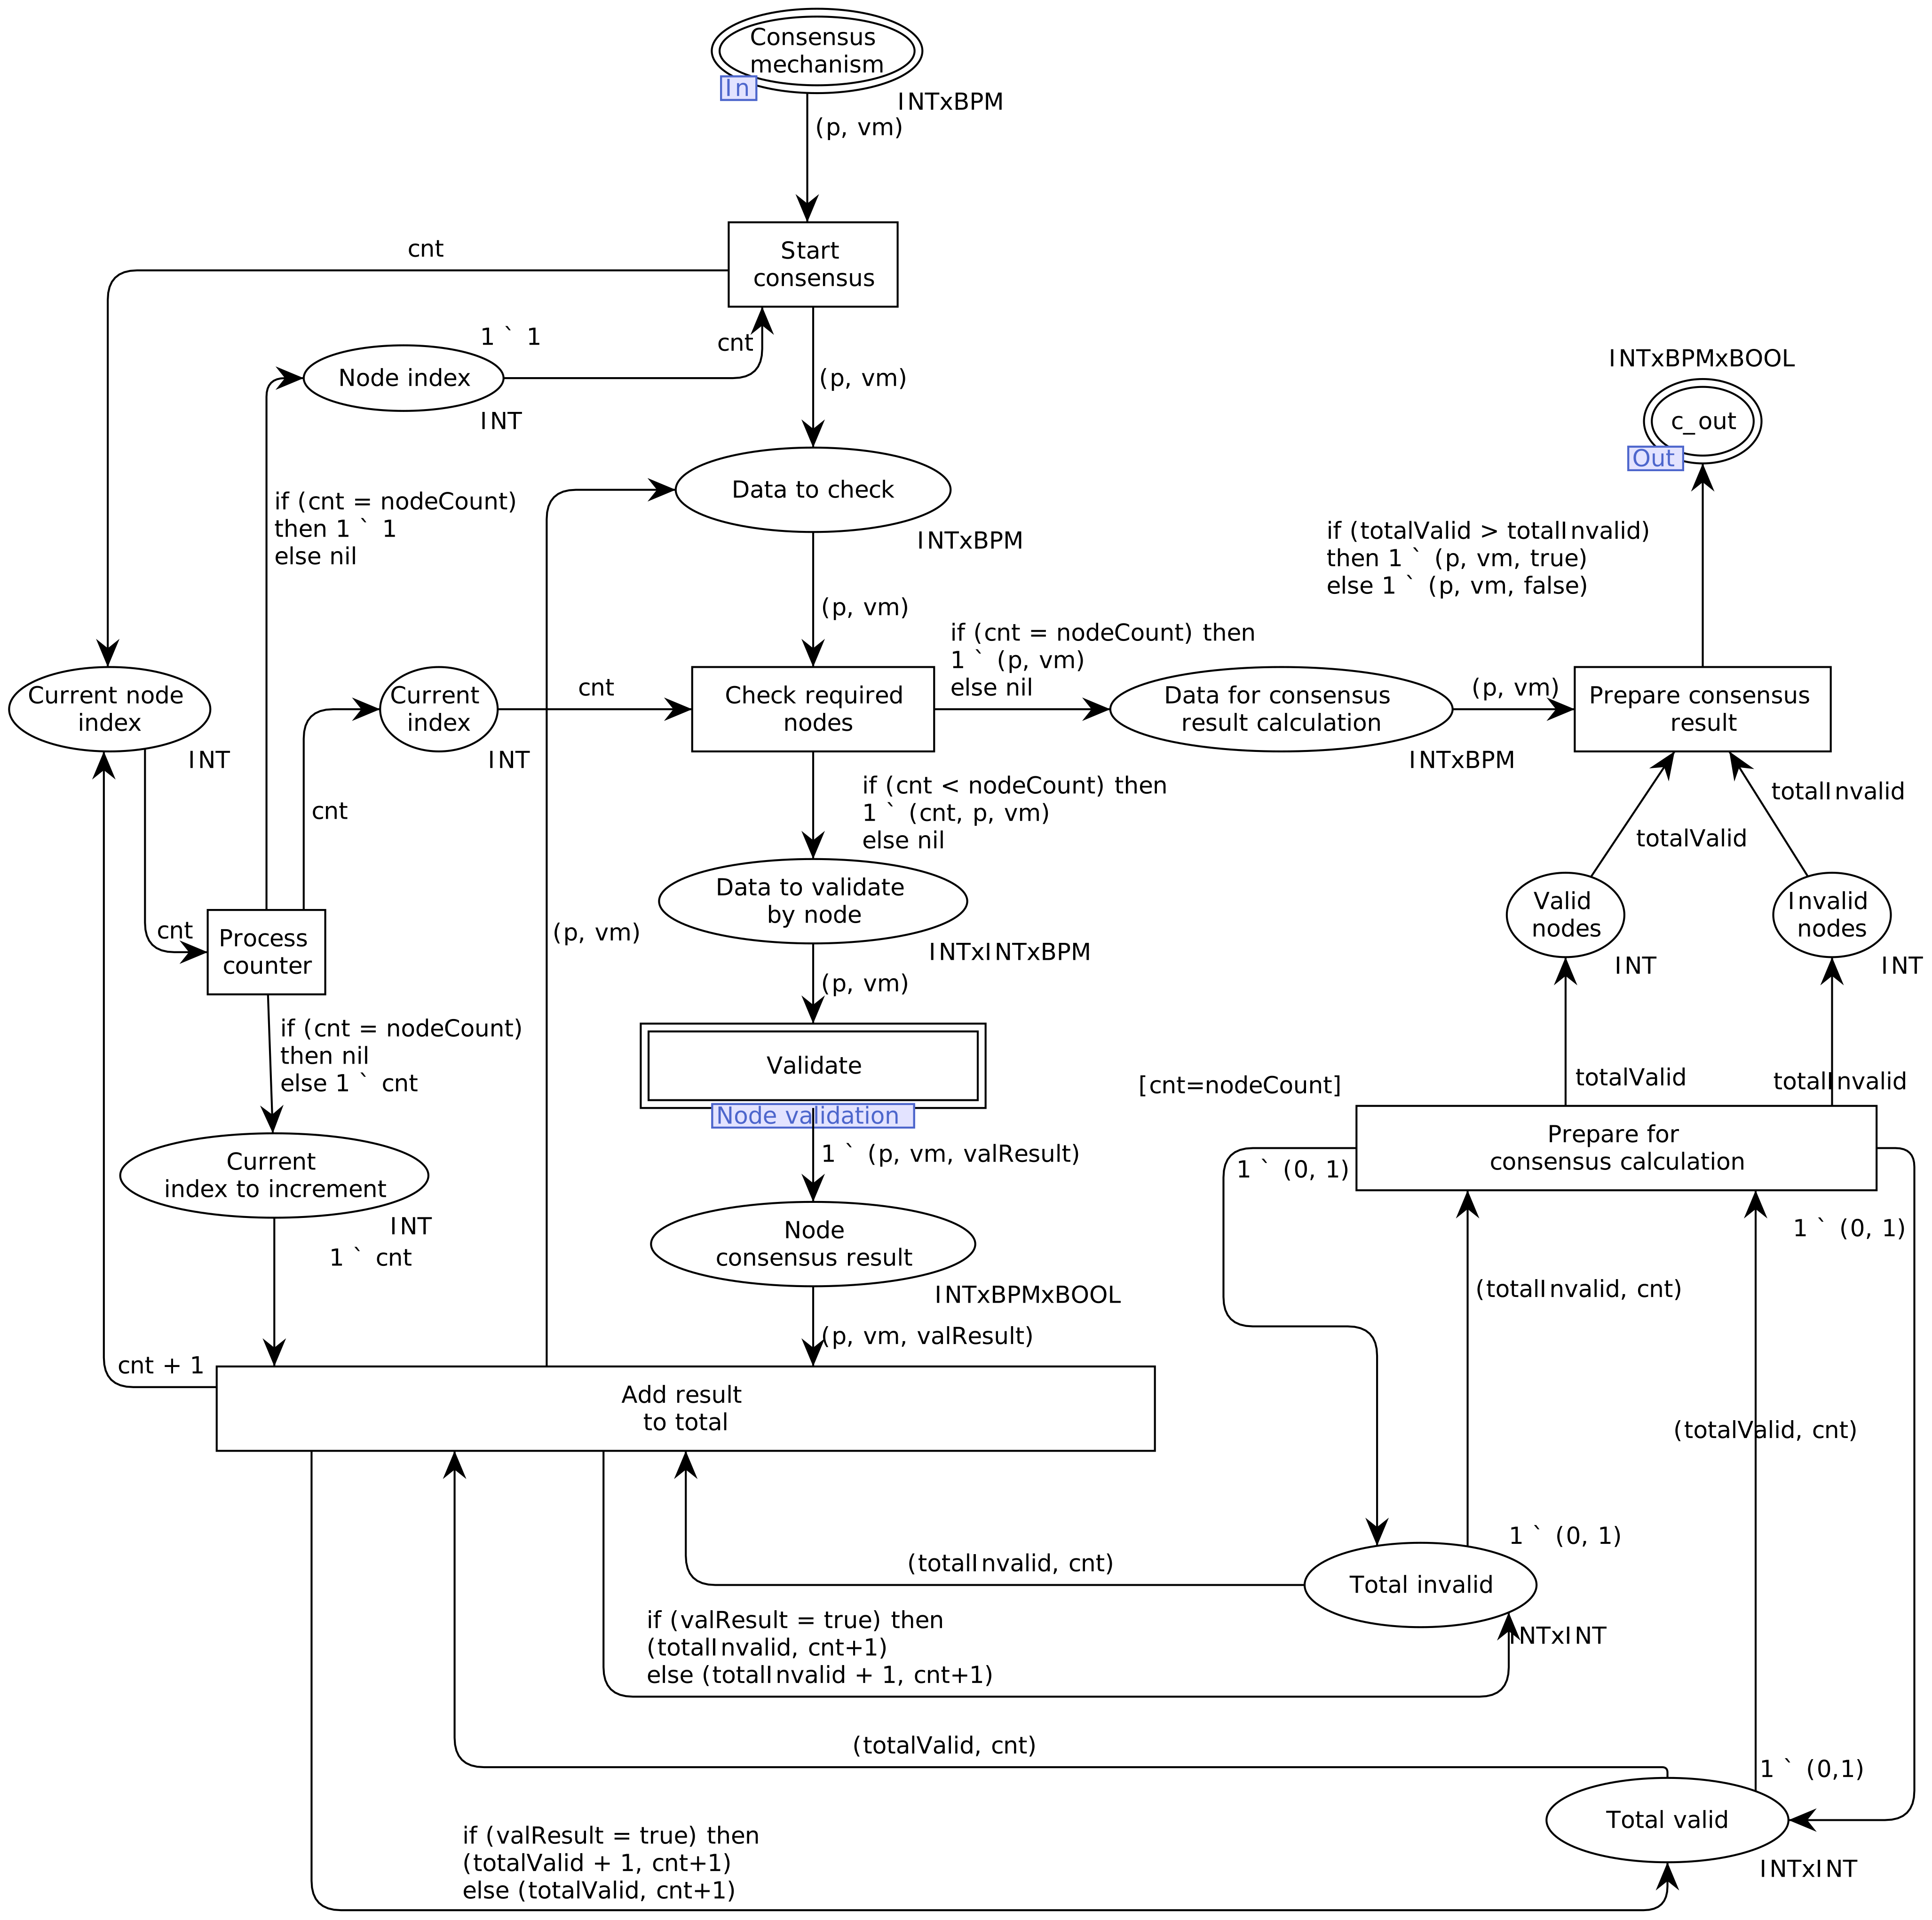 Consensus
mechanism
In
INTxBPM
(p, vm)
Start
consensus
cnt
1 ` 1
cnt
Node index
INT
(p, vm)
INTxBPMxBOOL
c_out
Out
Data to check
INTxBPM
if (cnt = nodeCount)
then 1 ` 1
else nil
if (totalValid > totalInvalid)
then 1 ` (p, vm, true)
else 1 ` (p, vm, false)
(p, vm)
if (cnt = nodeCount) then
1 ` (p, vm)
else nil
Current node
index
INT
Current
index
INT
cnt
Check required
nodes
Data for consensus
result calculation
INTxBPM
(p, vm)
Prepare consensus
result
cnt
if (cnt < nodeCount) then
1 ` (cnt, p, vm)
else nil
totalInvalid
totalValid
Data to validate
by node
INTxINTxBPM
Valid
nodes
INT
Invalid
nodes
INT
cnt
Process
counter
(p, vm)
(p, vm)
if (cnt = nodeCount)
then nil
else 1 ` cnt
Validate
Node validation
[cnt=nodeCount]
totalValid
totalInvalid
Prepare for
consensus calculation
1 ` (0, 1)
1 ` (0, 1)
Current
index to increment
INT
1 ` cnt
1 ` (p, vm, valResult)
Node
consensus result
INTxBPMxBOOL
(p, vm, valResult)
(totalInvalid, cnt)
cnt + 1
Add result
to total
(totalValid, cnt)
1 ` (0, 1)
(totalInvalid, cnt)
Total invalid
INTxINT
if (valResult = true) then
(totalInvalid, cnt+1)
else (totalInvalid + 1, cnt+1)
(totalValid, cnt)
1 ` (0,1)
Total valid
INTxINT
if (valResult = true) then
(totalValid + 1, cnt+1)
else (totalValid, cnt+1)